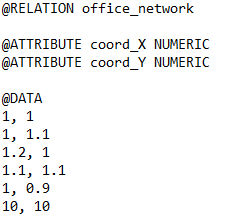 @RELATION office_network
@ATTRIBUTE coord_X NUMERIC
@ATTRIBUTE coord_Y NUMERIC
@DATA
1, 1
1, 1.1
1.2, 1
1.1, 1.1
1, 0.9
10, 10